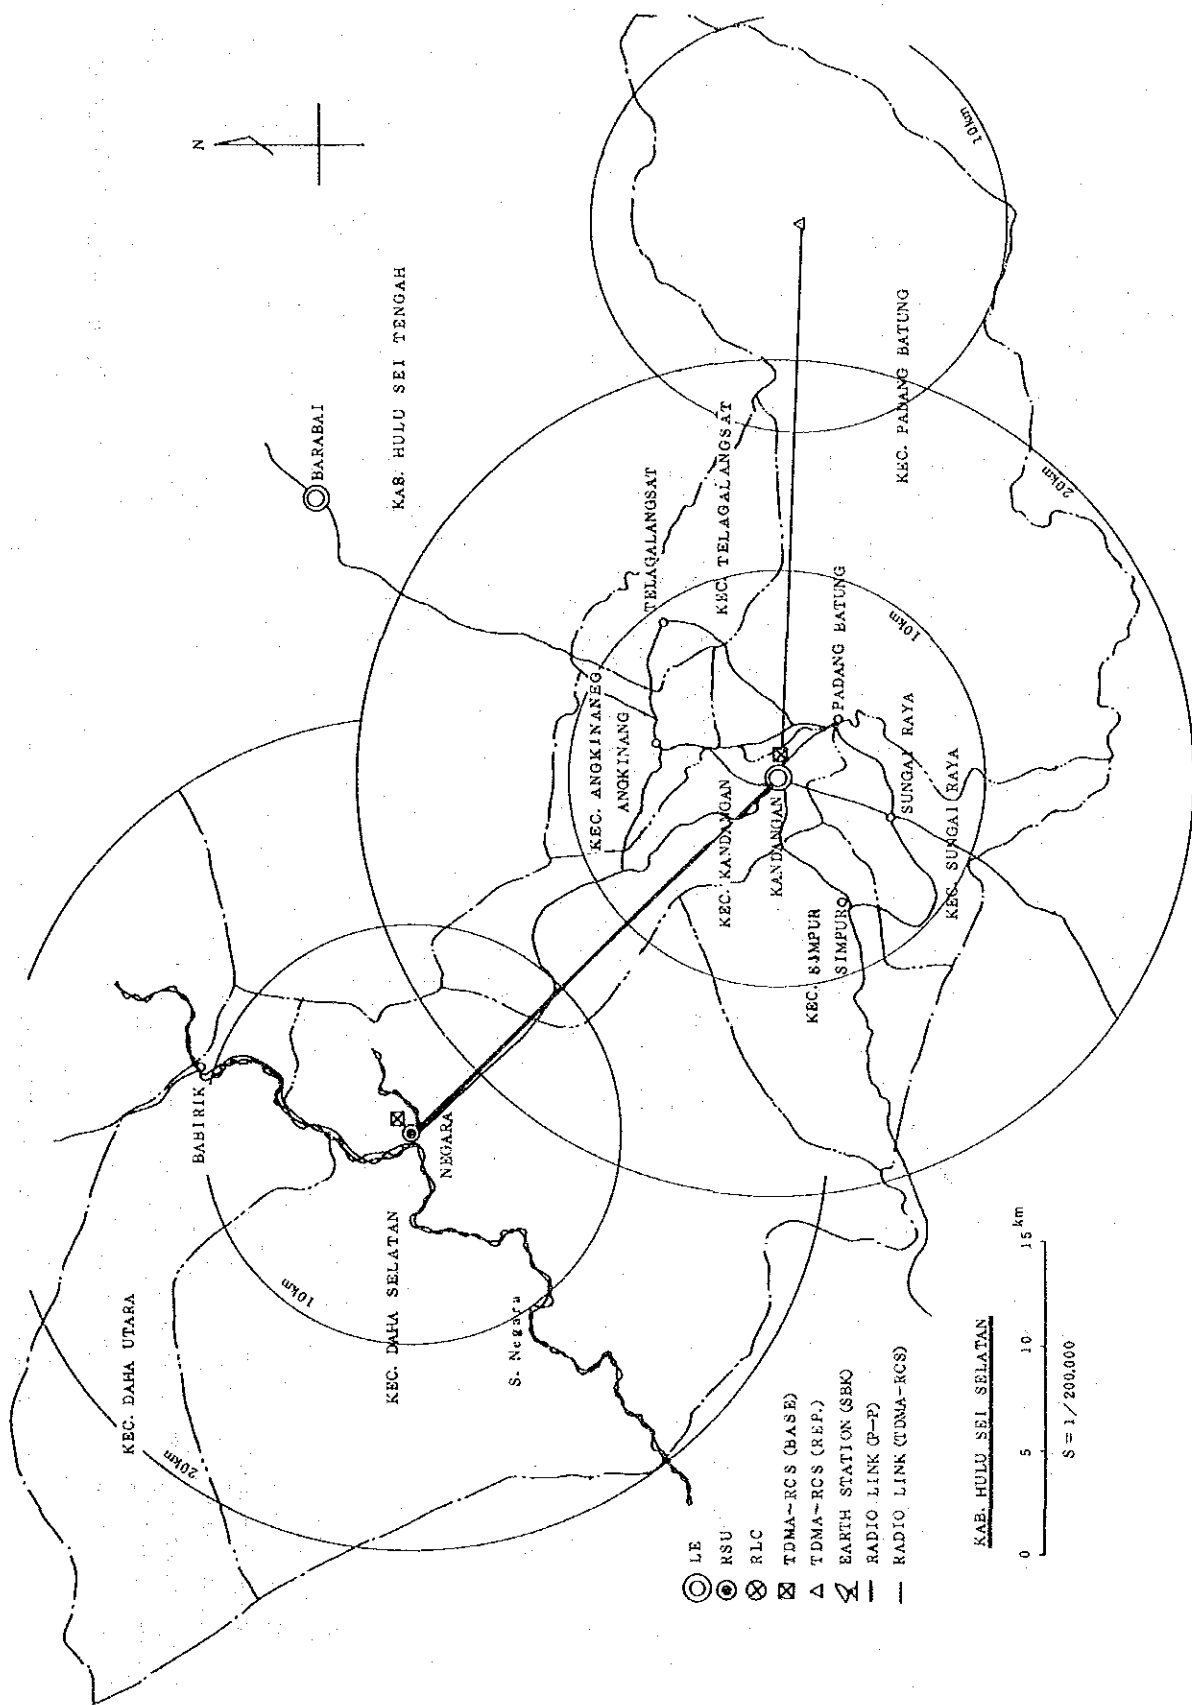 N
BARABAI
KAB. HULU SEI TENGAH
10km
BABIRIK
KEC. DAHA UTARA
20km
10km
NEGARA
KEC. DAHA SELATAN
S. Negara
KEC. ANGKINANEG
ANGKINANG
TELAGALANGSAT
KEC. TELAGALANGSAT
KEC. KANDANGAN
KANDANGAN
PADANG BATUNG
KEC. PADANG BATUNG
10km
20km
KEC. SIMPUR
SIMPUR
SUNGAI RAYA
KEC. SUNGAI RAYA
LE
RSU
RLC
TDMA-RCS (BASE)
TDMA-RCS (REP.)
EARTH STATION (SBK)
RADIO LINK (P-P)
RADIO LINK (TDMA-RCS)
KAB. HULU SEI SELATAN
0 5 10 15 km
S = 1/200,000